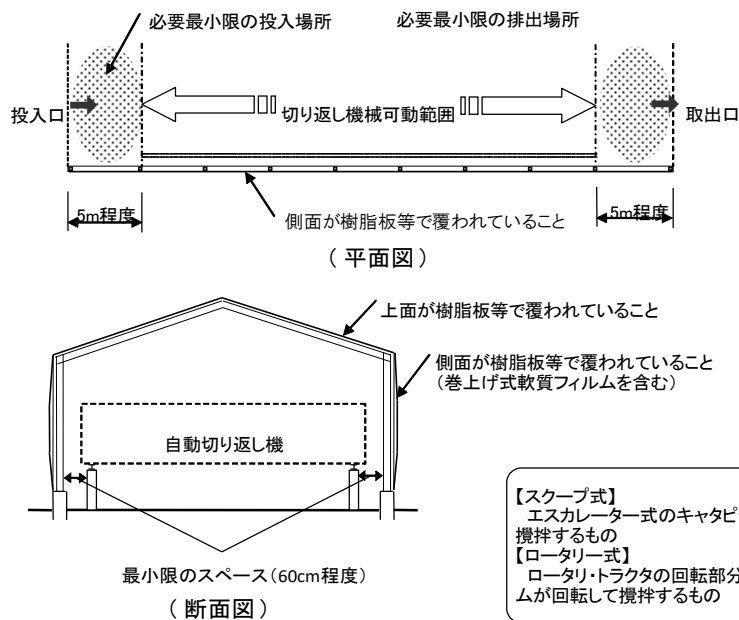 必要最小限の投入場所
必要最小限の排出場所
投入口
切り返し機械可動範囲
取出口
5m程度
側面が樹脂板等で覆われていること
5m程度
（ 平面図 ）
上面が樹脂板等で覆われていること
側面が樹脂板等で覆われていること
（巻上げ式軟質フィルムを含む）
自動切り返し機
最小限のスペース（60cm程度）
（ 断面図 ）
【スクープ式】
エスカレーター式のキャタピ
攪拌するもの
【ロータリー式】
ロータリ・トラクタの回転部分
ムが回転して攪拌するもの